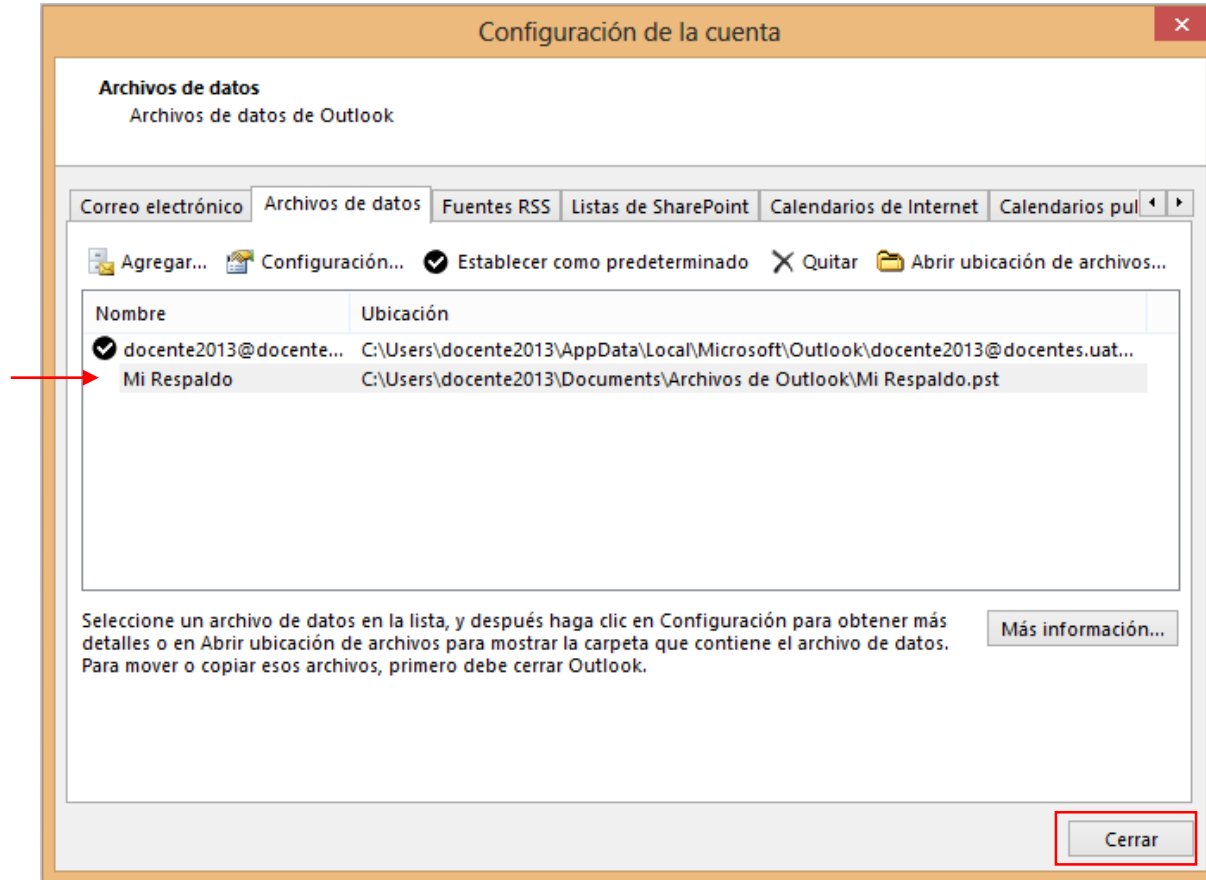 Configuración de la cuenta
Archivos de datos
Archivos de datos de Outlook
Correo electrónico Archivos de datos Fuentes RSS Listas de SharePoint Calendarios de Internet Calendarios pul
Agregar... Configuración... Establecer como predeterminado Quitar Abrir ubicación de archivos...
Nombre Ubicación
docente2013@docente... C:\Users\docente2013\AppData\Local\Microsoft\Outlook\docente2013@docentes.uat...
Mi Respaldo C:\Users\docente2013\Documents\Archivos de Outlook\Mi Respaldo.pst
Seleccione un archivo de datos en la lista, y después haga clic en Configuración para obtener más
detalles o en Abrir ubicación de archivos para mostrar la carpeta que contiene el archivo de datos.
Para mover o copiar esos archivos, primero debe cerrar Outlook.
Más información...
Cerrar